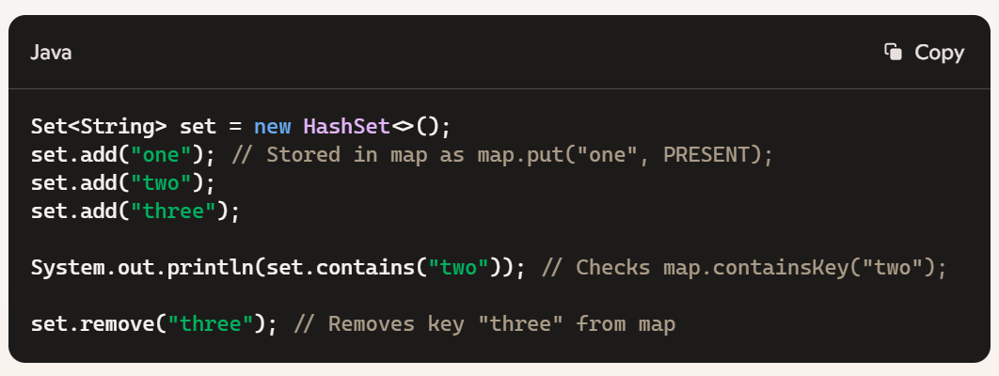 Java
Copy
Set<String> set = new HashSet<>();
set.add("one"); // Stored in map as map.put("one", PRESENT);
set.add("two");
set.add("three");
System.out.println(set.contains("two")); // Checks map.containsKey("two");
set.remove("three"); // Removes key "three" from map